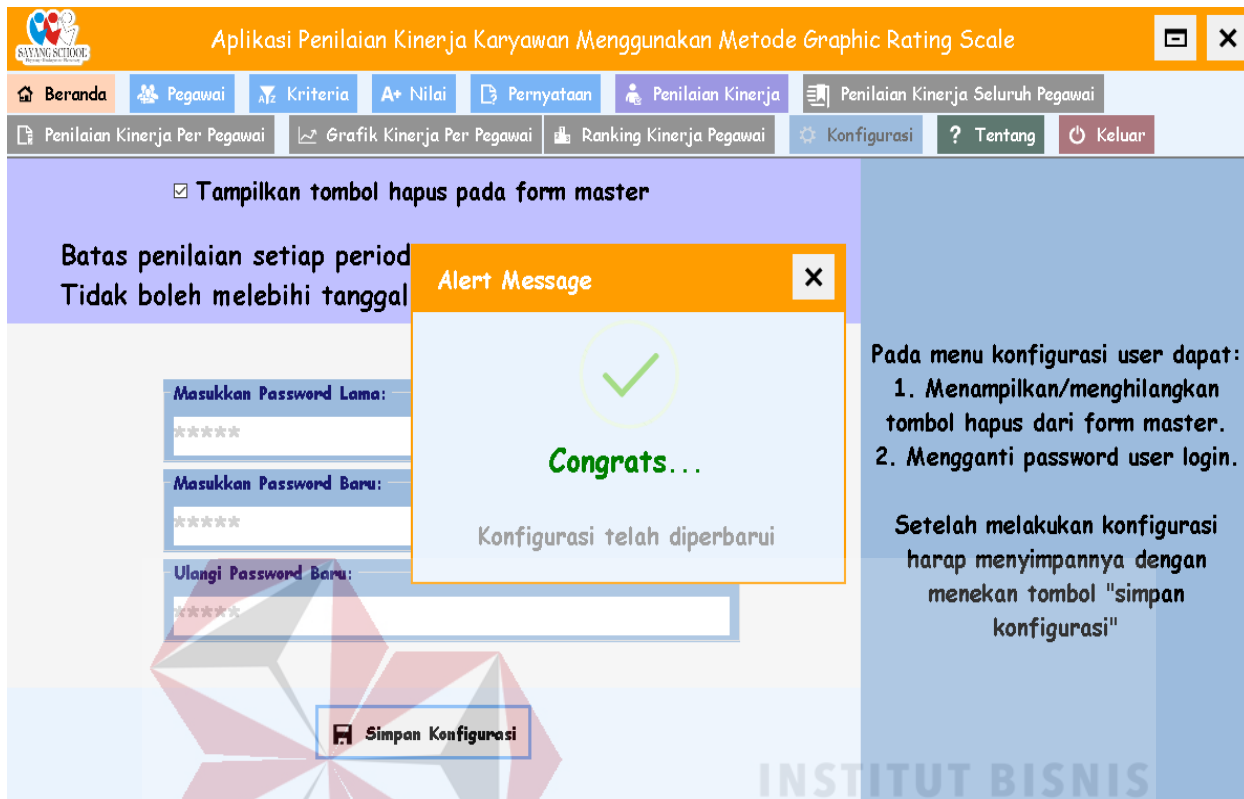 SAYANG SCHOOL
Aplikasi Penilaian Kinerja Karyawan Menggunakan Metode Graphic Rating Scale
Beranda Pegawai Kriteria A+ Nilai Pernyataan Penilaian Kinerja Penilaian Kinerja Seluruh Pegawai
Penilaian Kinerja Per Pegawai Grafik Kinerja Per Pegawai Ranking Kinerja Pegawai Konfigurasi ? Tentang Keluar
Tampilkan tombol hapus pada form master
Batas penilaian setiap period
Tidak boleh melebihi tanggal
Alert Message
Congrats...
Konfigurasi telah diperbarui
Masukkan Password Lama:
*****
Masukkan Password Baru:
*****
Ulangi Password Baru:
*****
Simpan Konfigurasi
Pada menu konfigurasi user dapat:
1. Menampilkan/menghilangkan
tombol hapus dari form master.
2. Mengganti password user login.
Setelah melakukan konfigurasi
harap menyimpannya dengan
menekan tombol "simpan
konfigurasi"
INSTITUT BISNIS